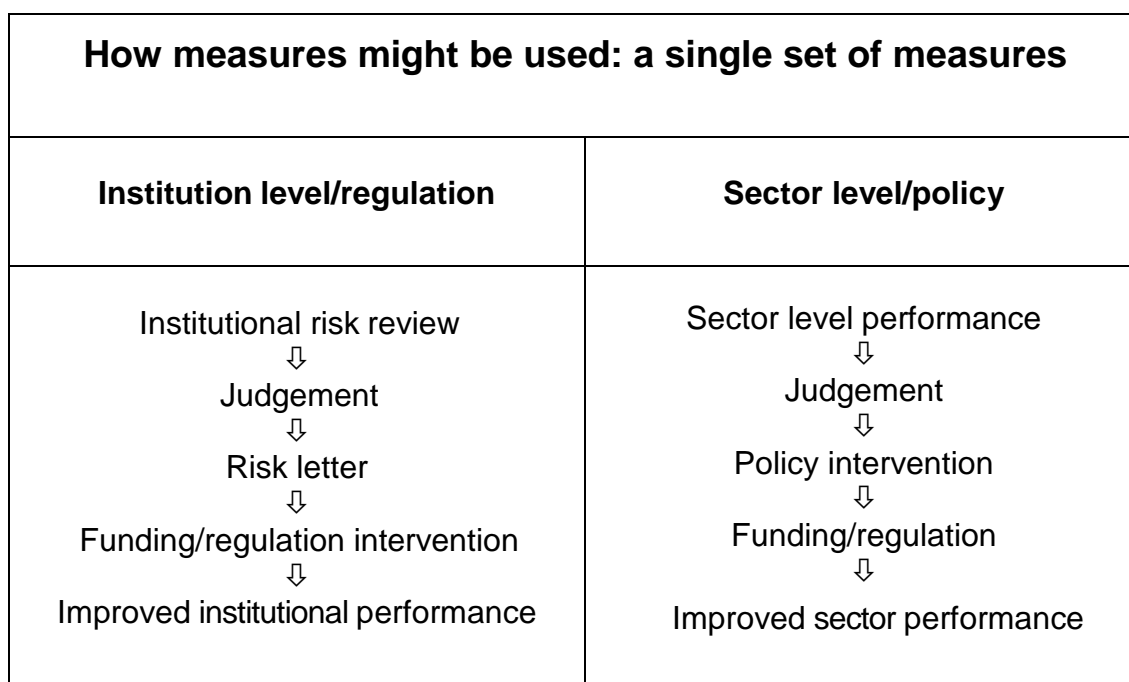 How measures might be used: a single set of measures
Institution level/regulation
Sector level/policy
Institutional risk review
⇩
Judgement
⇩
Risk letter
⇩
Funding/regulation intervention
⇩
Improved institutional performance
Sector level performance
⇩
Judgement
⇩
Policy intervention
⇩
Funding/regulation
⇩
Improved sector performance